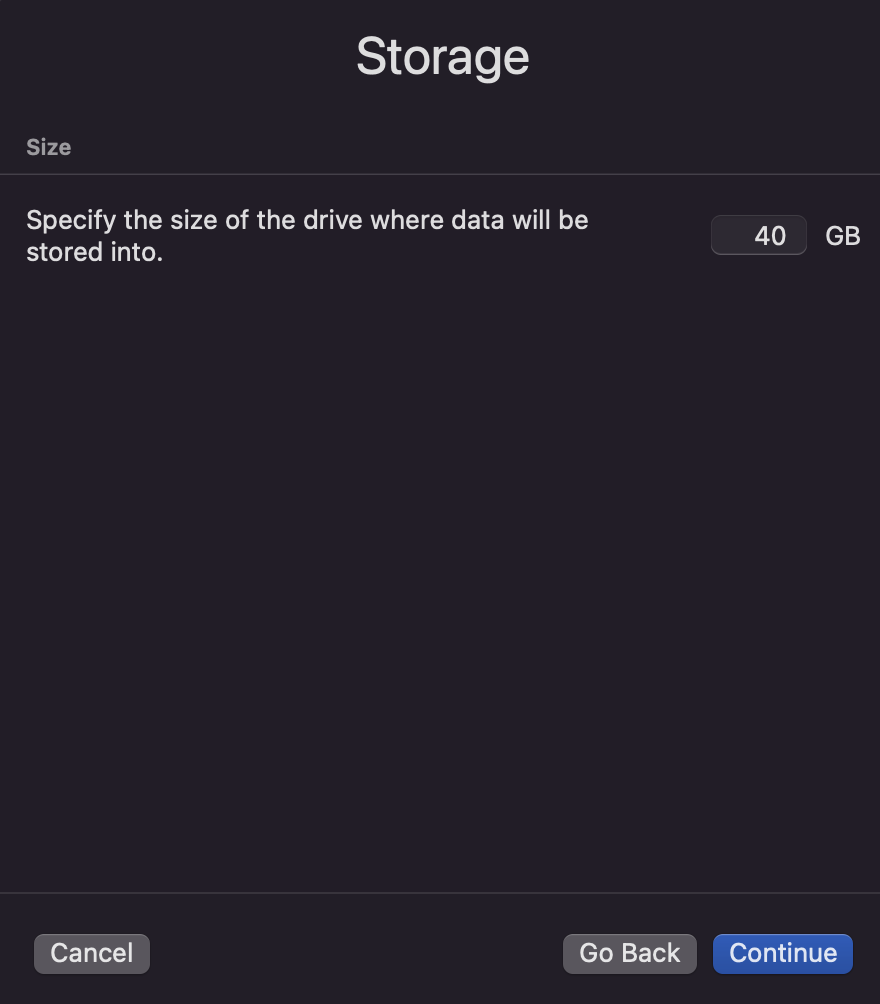 Storage
Size
Specify the size of the drive where data will be
stored into.
40 GB
Cancel
Go Back
Continue